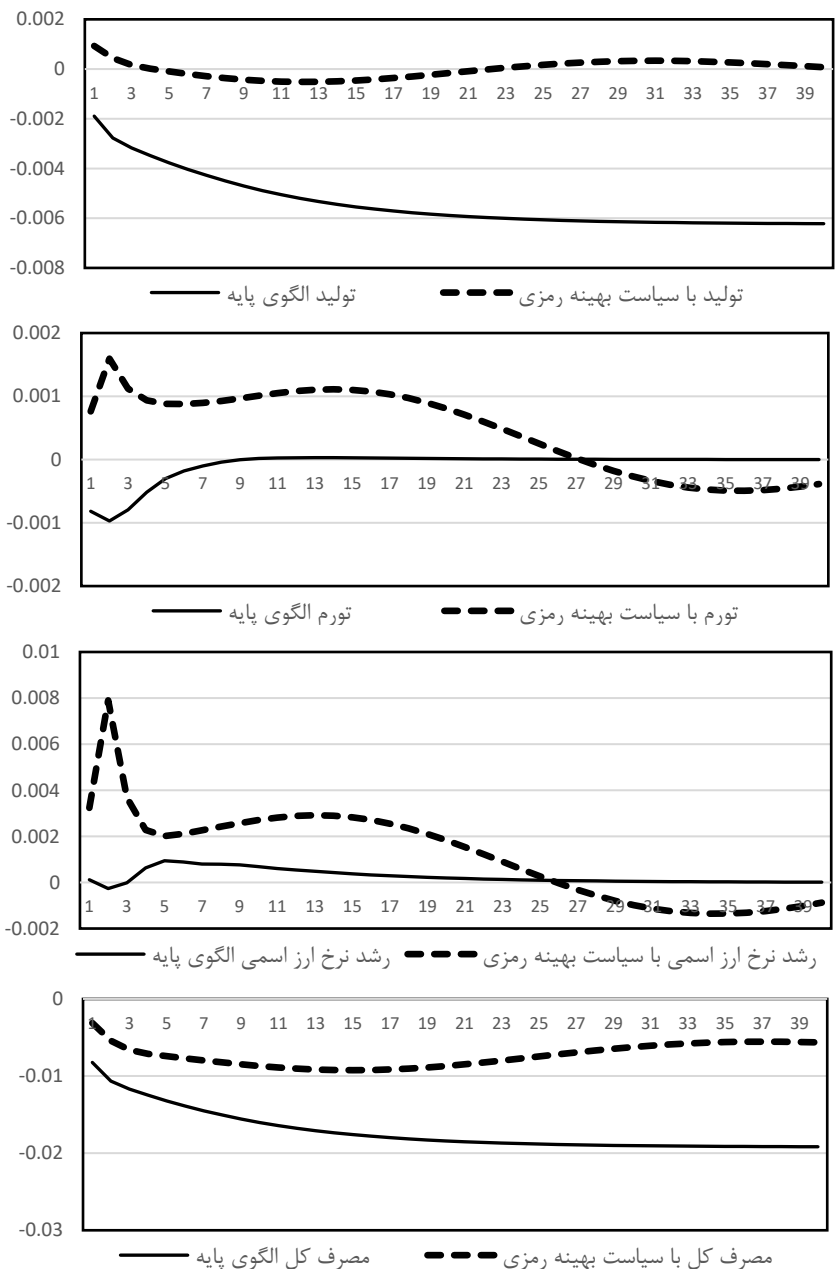 0.002
0
-0.002
-0.004
-0.006
-0.008
1 3 5 7 9 11 13 15 17 19 21 23 25 27 29 31 33 35 37 39
تولید با سیاست بهینه رمزی تولید الگوی پایه
0.002
0.001
0
-0.001
-0.002
1 3 5 7 9 11 13 15 17 19 21 23 25 27 29 31 33 35 37 39
تورم با سیاست بهینه رمزی تورم الگوی پایه
0.01
0.008
0.006
0.004
0.002
0
-0.002
1 3 5 7 9 11 13 15 17 19 21 23 25 27 29 31 33 35 37 39
رشد نرخ ارز اسمی با سیاست بهینه رمزی رشد نرخ ارز اسمی الگوی پایه
0
-0.01
-0.02
-0.03
1 3 5 7 9 11 13 15 17 19 21 23 25 27 29 31 33 35 37 39
مصرف کل با سیاست بهینه رمزی مصرف کل الگوی پایه